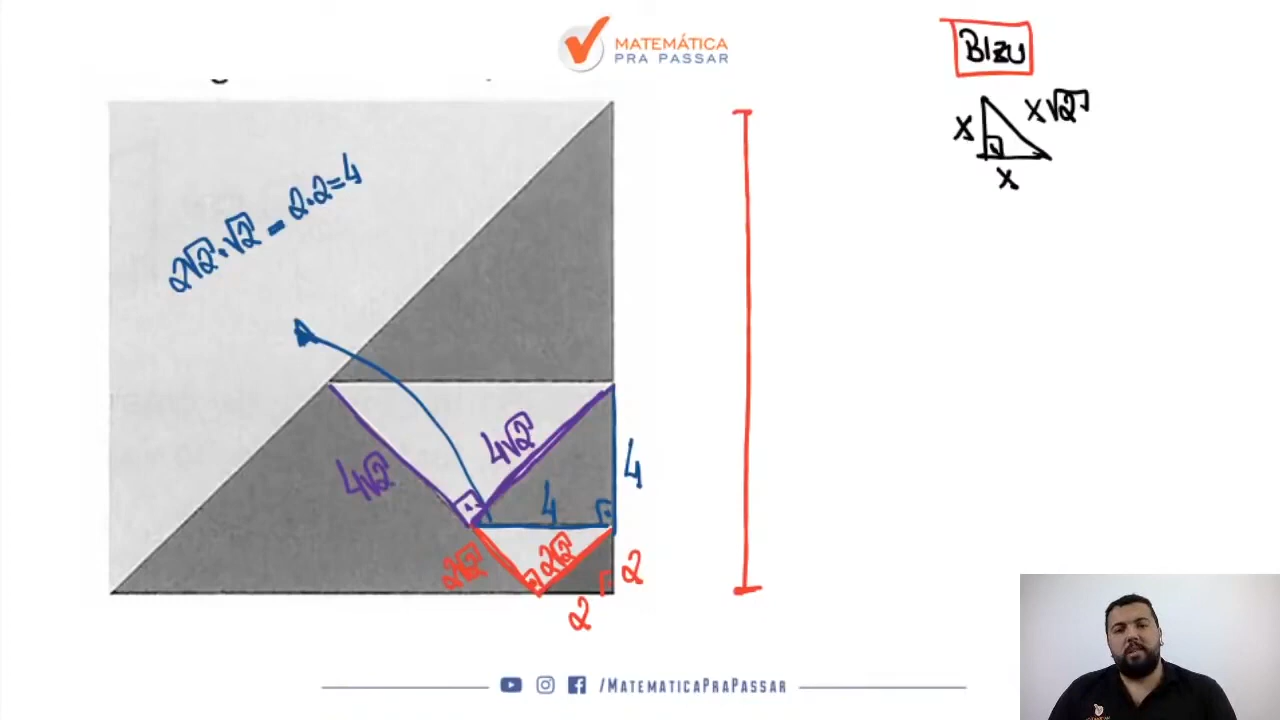 MATEMÁTICA
PRA PASSAR
BIZU
x
x√2
x
2√2·√2 = 2·2=4
4√2
4√2
4
4
2√2
2√2
2
2
/MATEMATICAPRAPASSAR